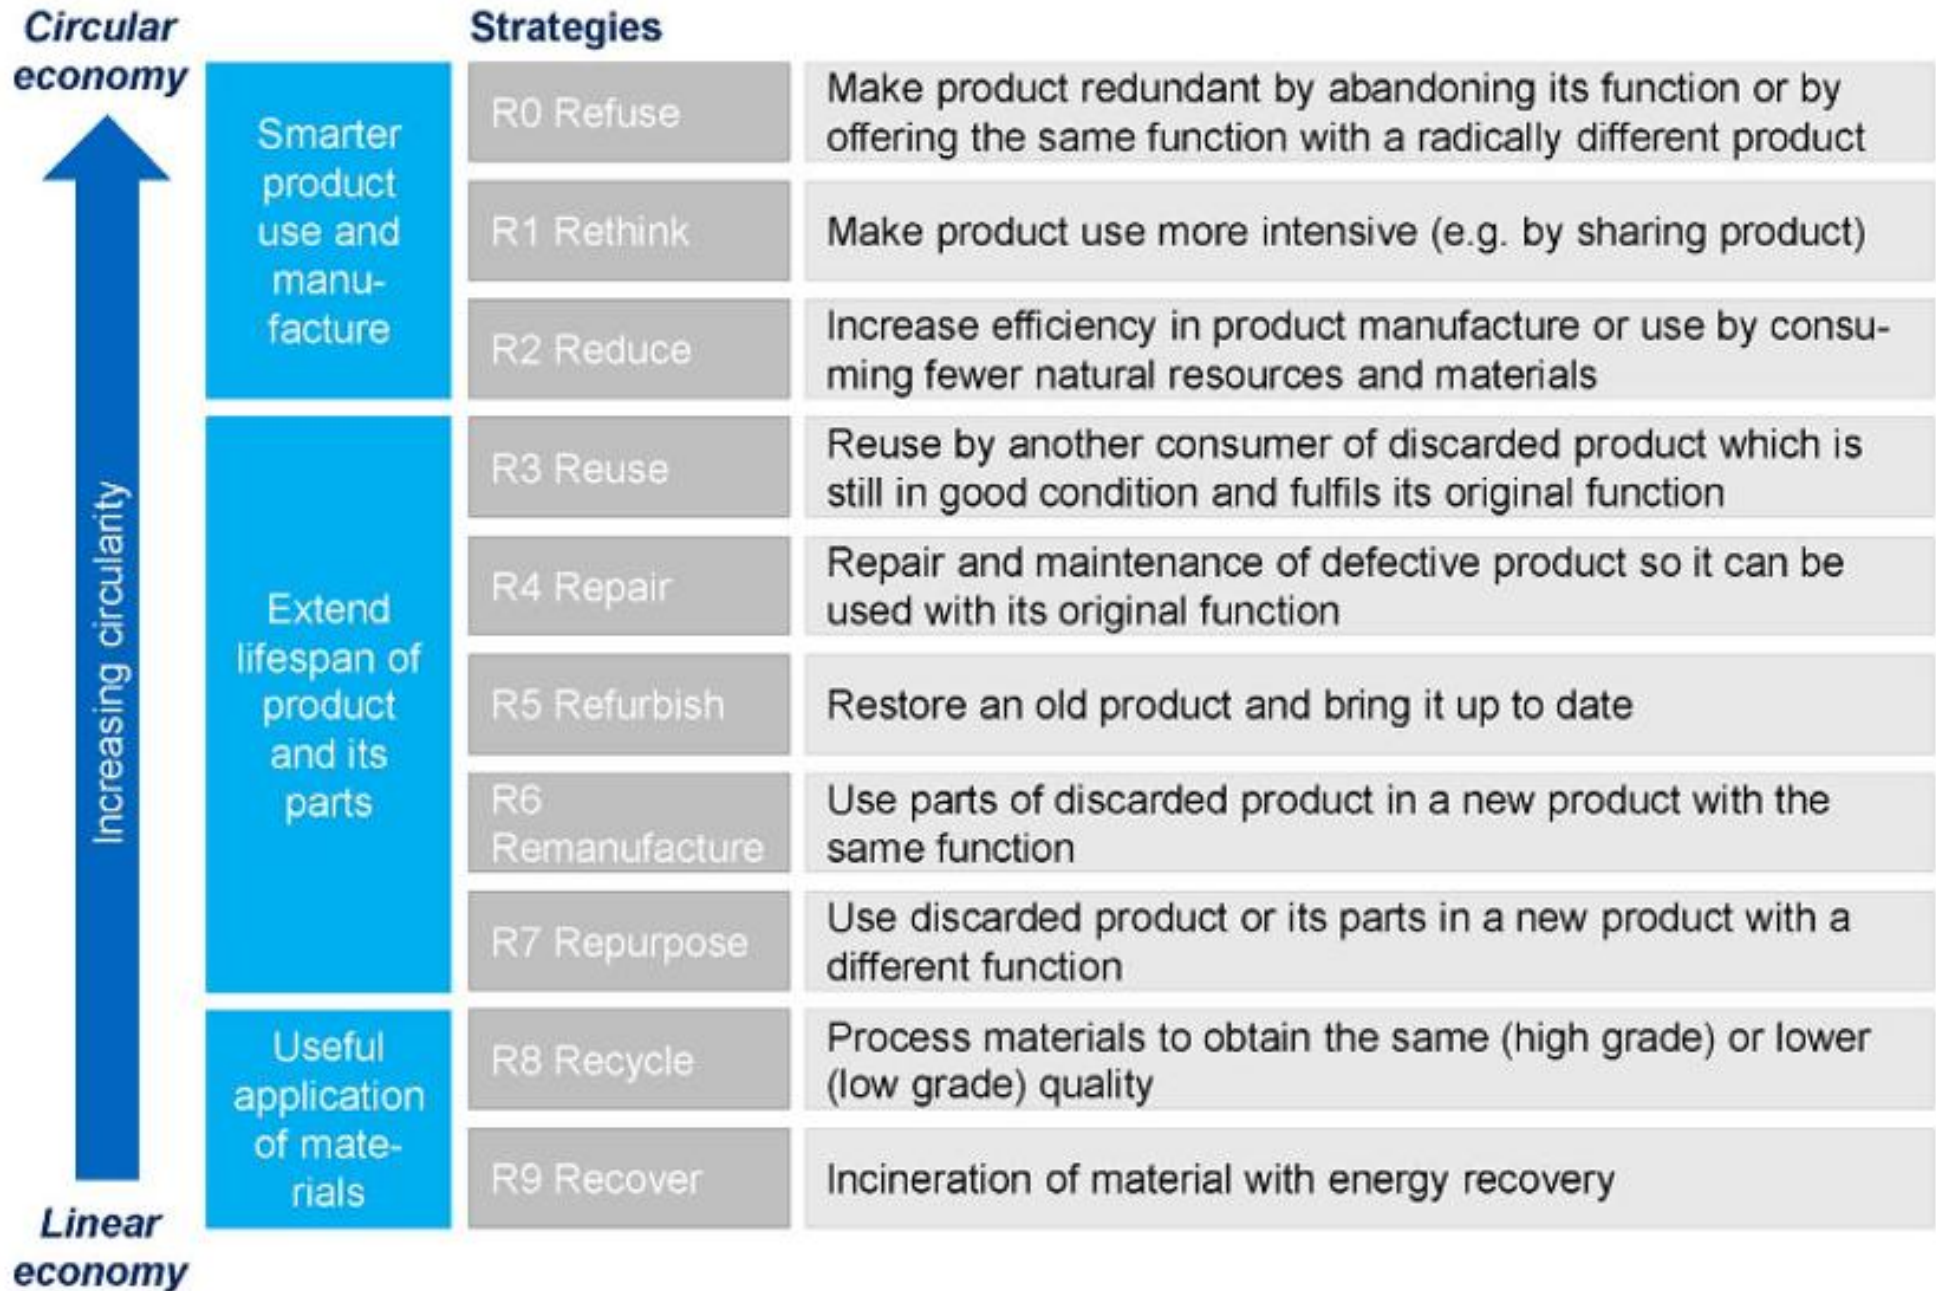 Circular
economy
Strategies
Smarter
product
use and
manu-
facture
R0 Refuse
Make product redundant by abandoning its function or by
offering the same function with a radically different product
R1 Rethink
Make product use more intensive (e.g. by sharing product)
R2 Reduce
Increase efficiency in product manufacture or use by consu-
ming fewer natural resources and materials
Increasing circularity
Extend
lifespan of
product
and its
parts
R3 Reuse
Reuse by another consumer of discarded product which is
still in good condition and fulfils its original function
R4 Repair
Repair and maintenance of defective product so it can be
used with its original function
R5 Refurbish
Restore an old product and bring it up to date
R6
Remanufacture
Use parts of discarded product in a new product with the
same function
R7 Repurpose
Use discarded product or its parts in a new product with a
different function
Useful
application
of mate-
rials
R8 Recycle
Process materials to obtain the same (high grade) or lower
(low grade) quality
R9 Recover
Incineration of material with energy recovery
Linear
economy